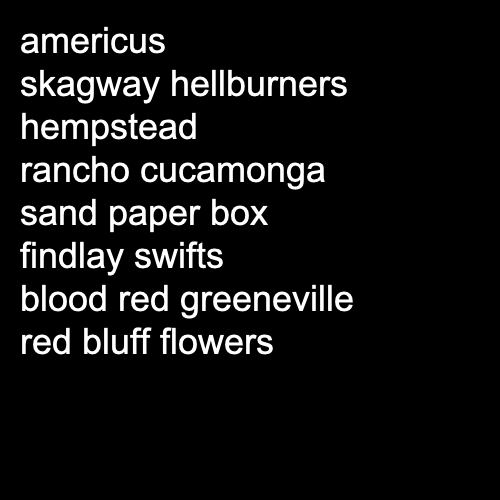 americus
skagway hellburners
hempstead
rancho cucamonga
sand paper box
findlay swifts
blood red greeneville
red bluff flowers